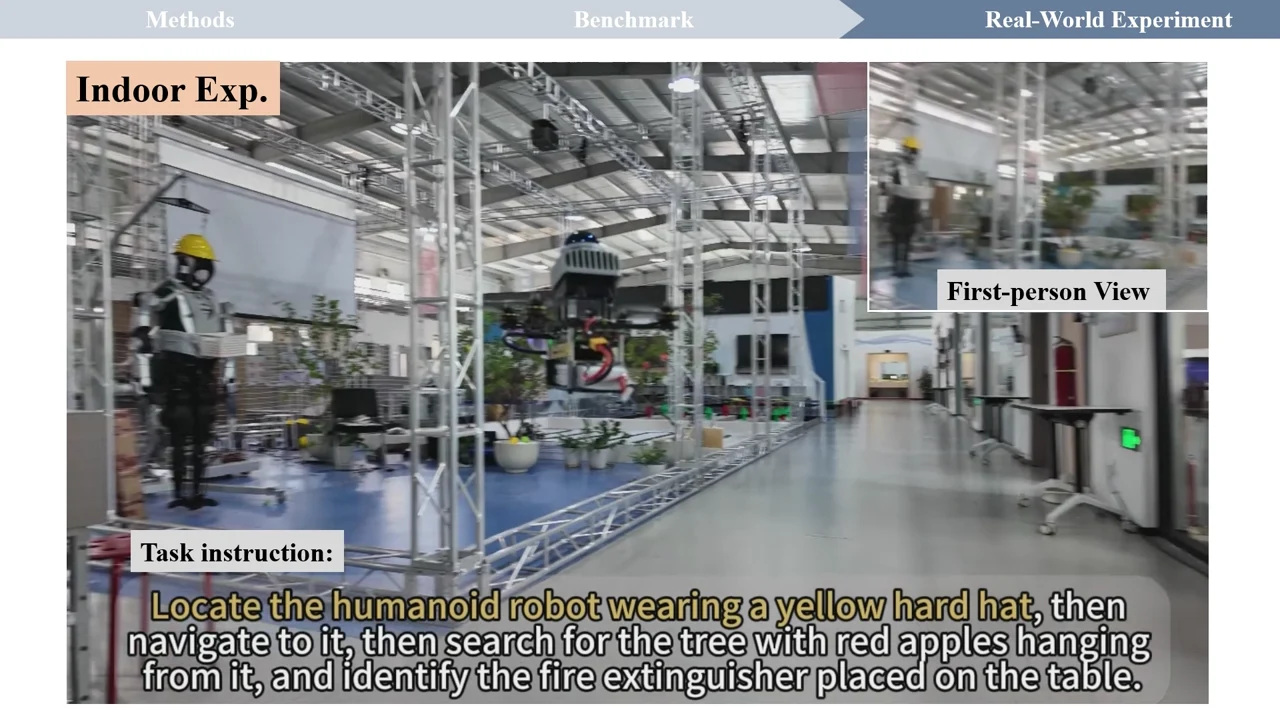 Methods
Benchmark
Real-World Experiment
Indoor Exp.
First-person View
Task instruction:
Locate the humanoid robot wearing a yellow hard hat, then
navigate to it, then search for the tree with red apples hanging
from it, and identify the fire extinguisher placed on the table.